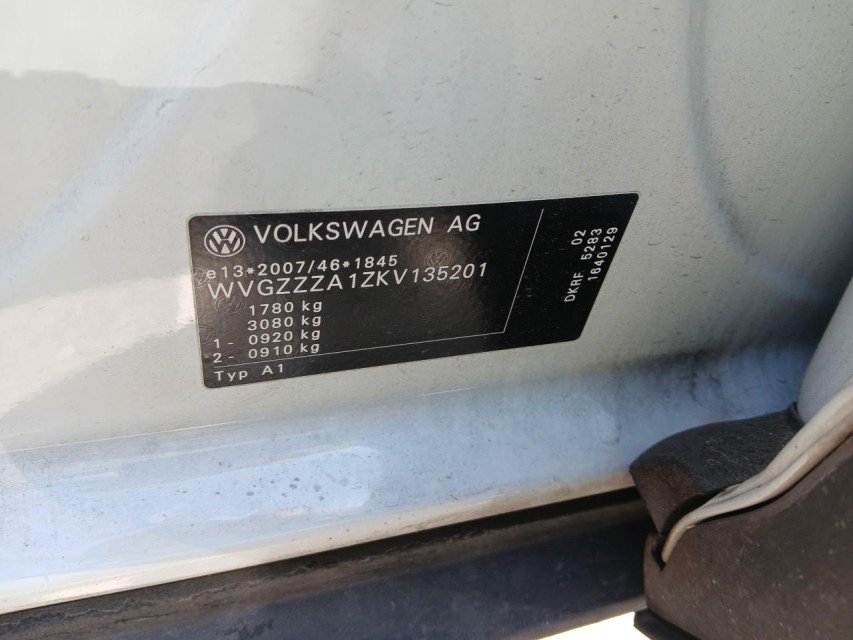 VOLKSWAGEN AG
e13*2007/46*1845
WVGZZZA1ZKV135201
1780 kg
3080 kg
1- 0920 kg
2- 0910 kg
Typ A1
02
DKRF 5283
1640129